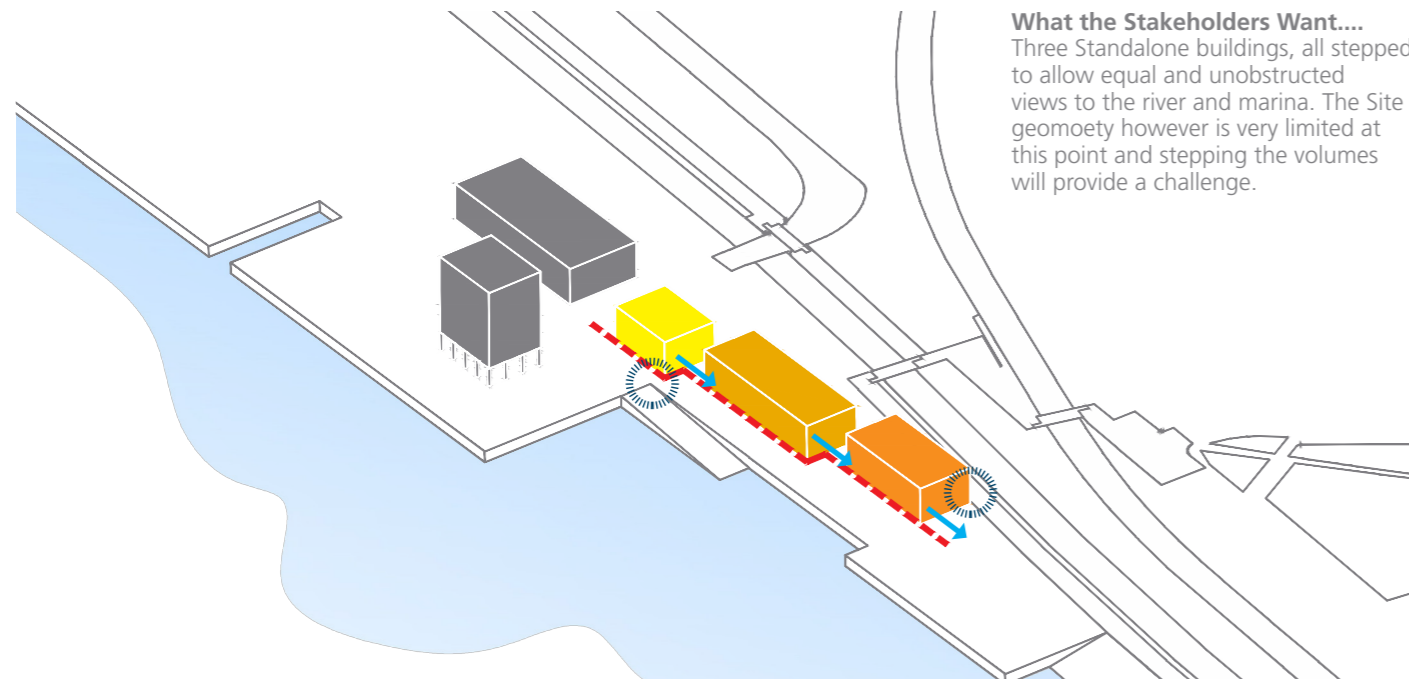 What the Stakeholders Want....
Three Standalone buildings, all stepped
to allow equal and unobstructed
views to the river and marina. The Site
geomoety however is very limited at
this point and stepping the volumes
will provide a challenge.